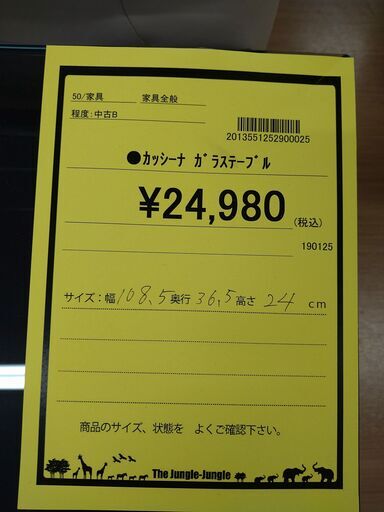 50/家具 家具全般
程度:中古B
2013551252900025
●ｶｯｼｰﾅ ｶﾞﾗｽﾃｰﾌﾞﾙ
¥24,980(税込)
190125
サイズ:幅108.5奥行36.5高さ24 cm
商品のサイズ、状態を よくご確認下さい。
The Jungle-Jungle